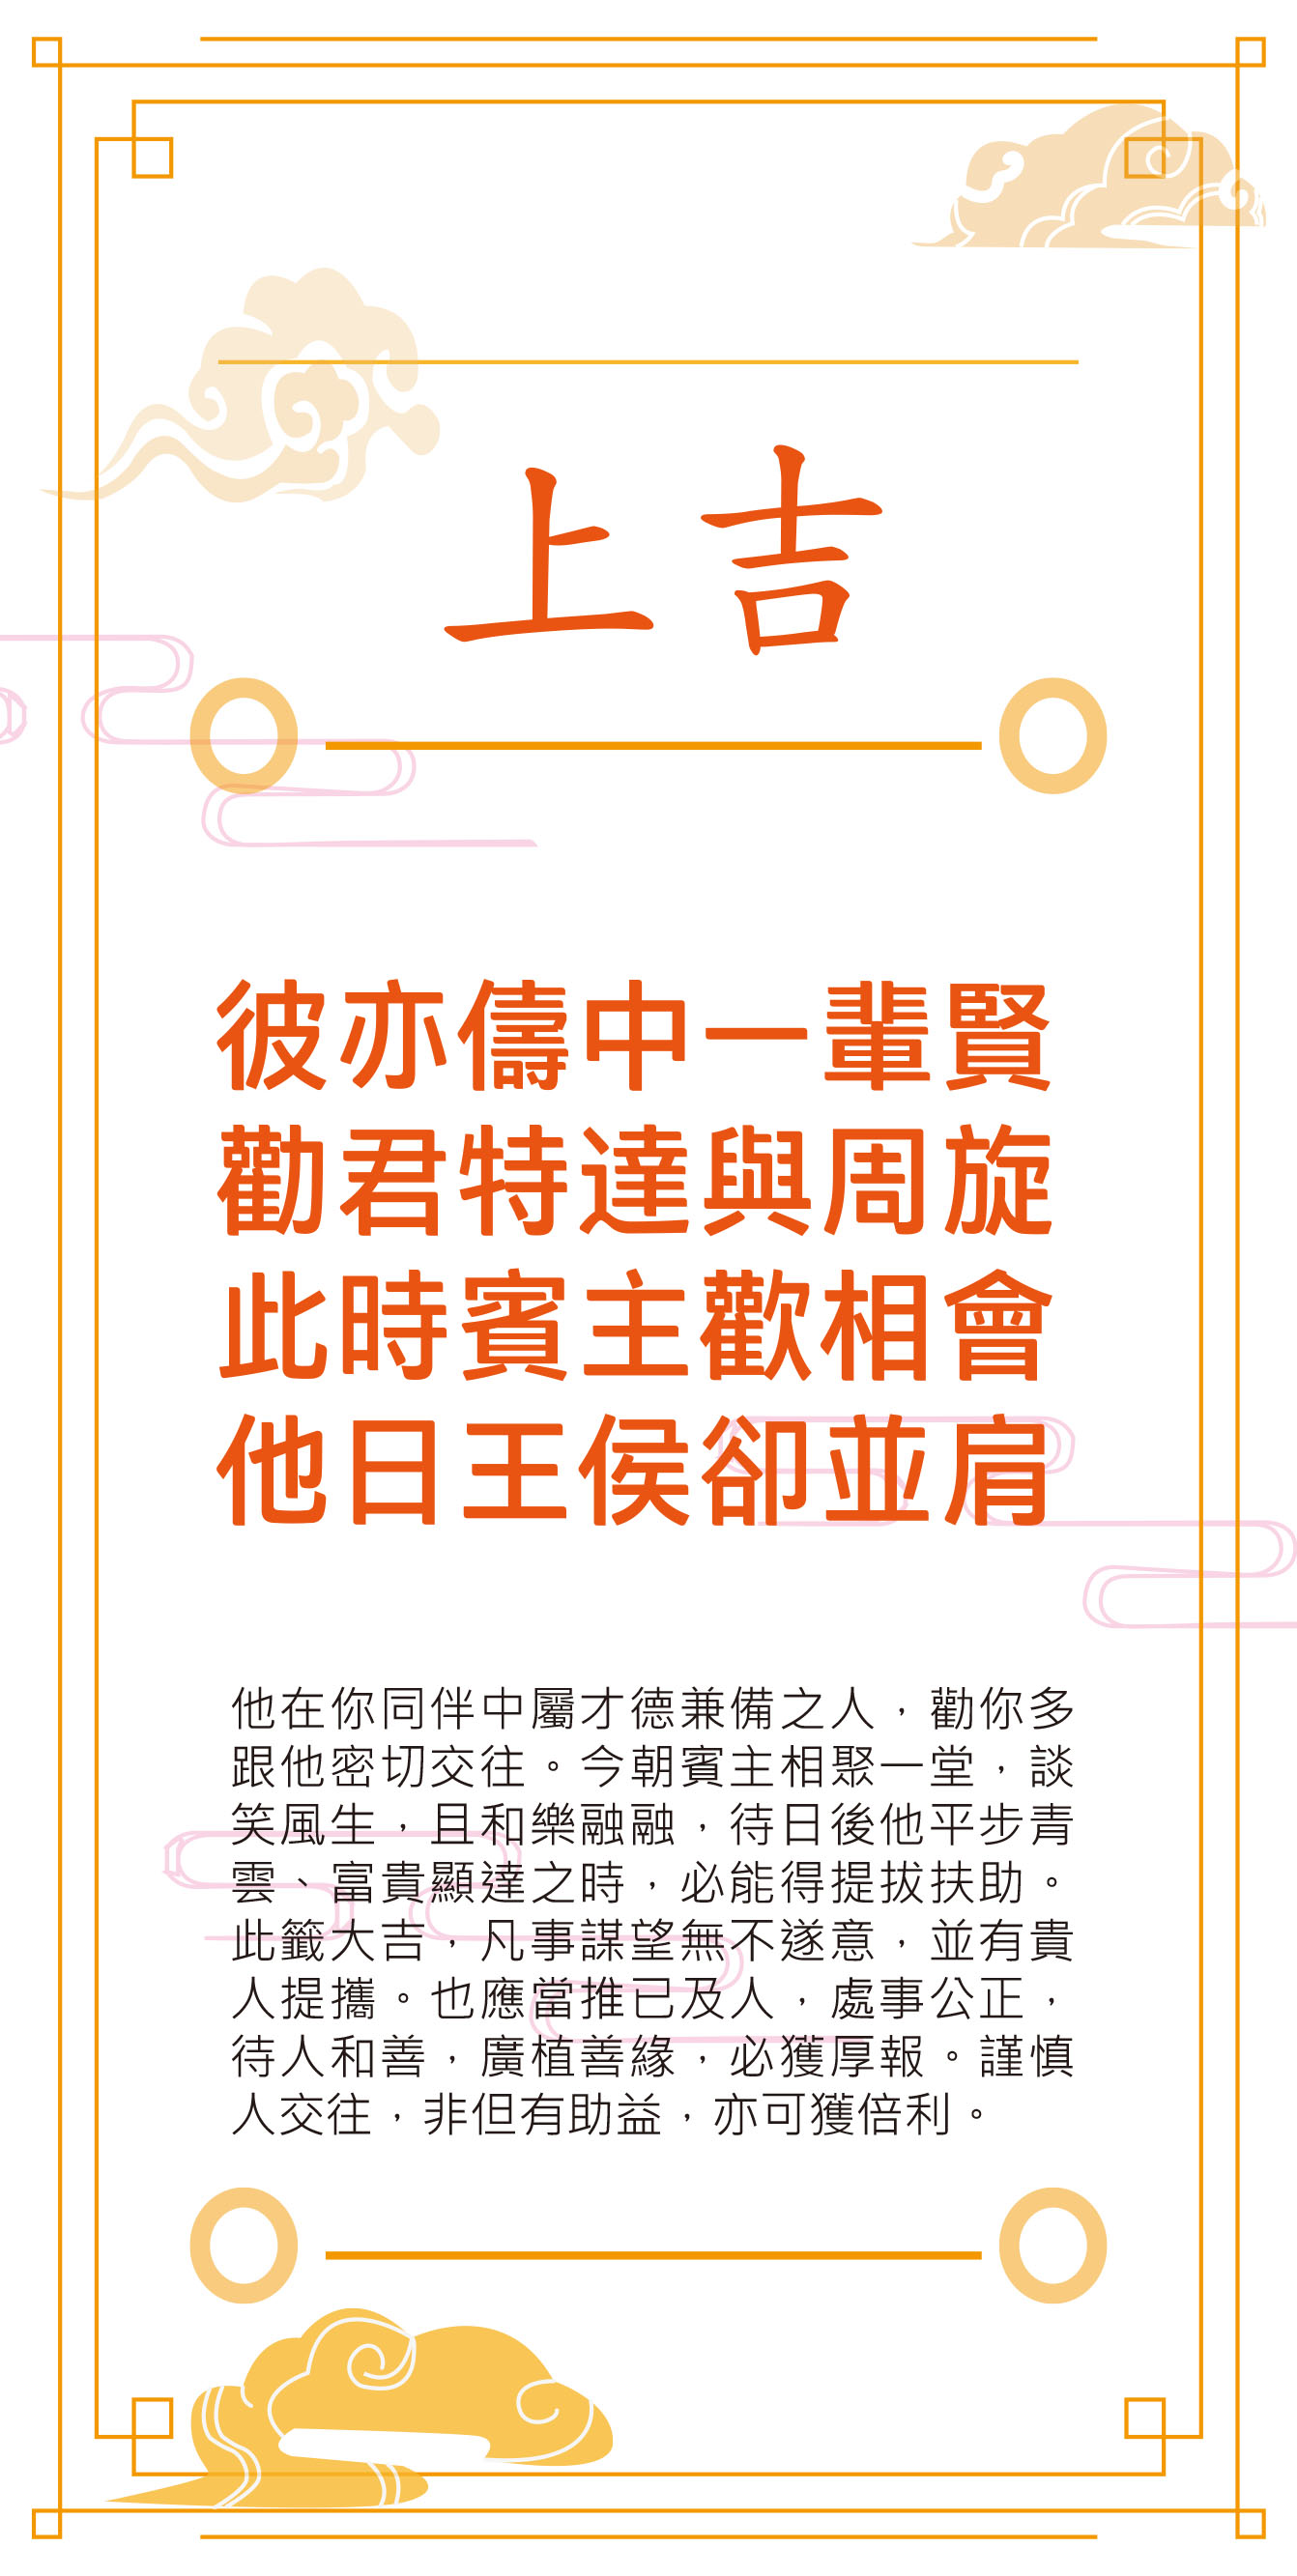 上吉
彼亦儔中一輩賢
勸君特達與周旋
此時賓主歡相會
他日王侯卻並肩
他在你同伴中屬才德兼備之人，勸你多
跟他密切交往。今朝賓主相聚一堂，談
笑風生，且和樂融融，待日後他平步青
雲、富貴顯達之時，必能得提拔扶助。
此籤大吉，凡事謀望無不遂意，並有貴
人提攜。也應當推已及人，處事公正，
待人和善，廣植善緣，必獲厚報。謹慎
人交往，非但有助益，亦可獲倍利。